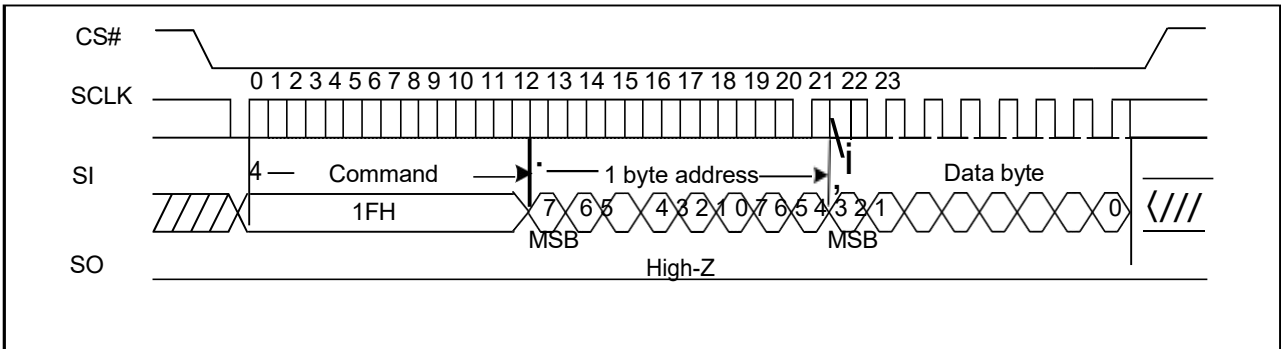 CS#
0 1 2 3 4 5 6 7 8 9 10 11 12 13 14 15 16 17 18 19 20 21 22 23
SCLK
SI
4 — Command 1 byte address Data byte
1FH 7 6 5 4 3 2 1 0 7 6 5 4 3 2 1 0
MSB MSB
SO High-Z